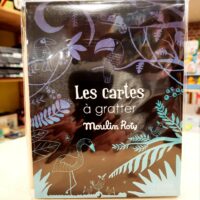 Les cartes
à gratter
Moulin Roty